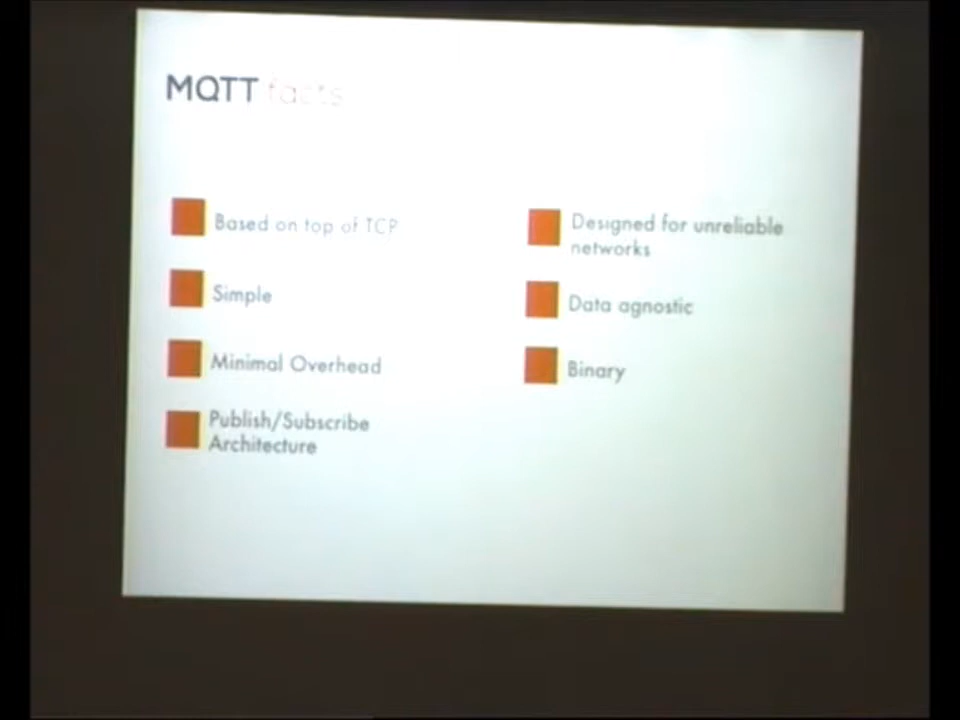 MQTT facts
Based on top of TCP
Simple
Minimal Overhead
Publish/Subscribe
Architecture
Designed for unreliable
networks
Data agnostic
Binary